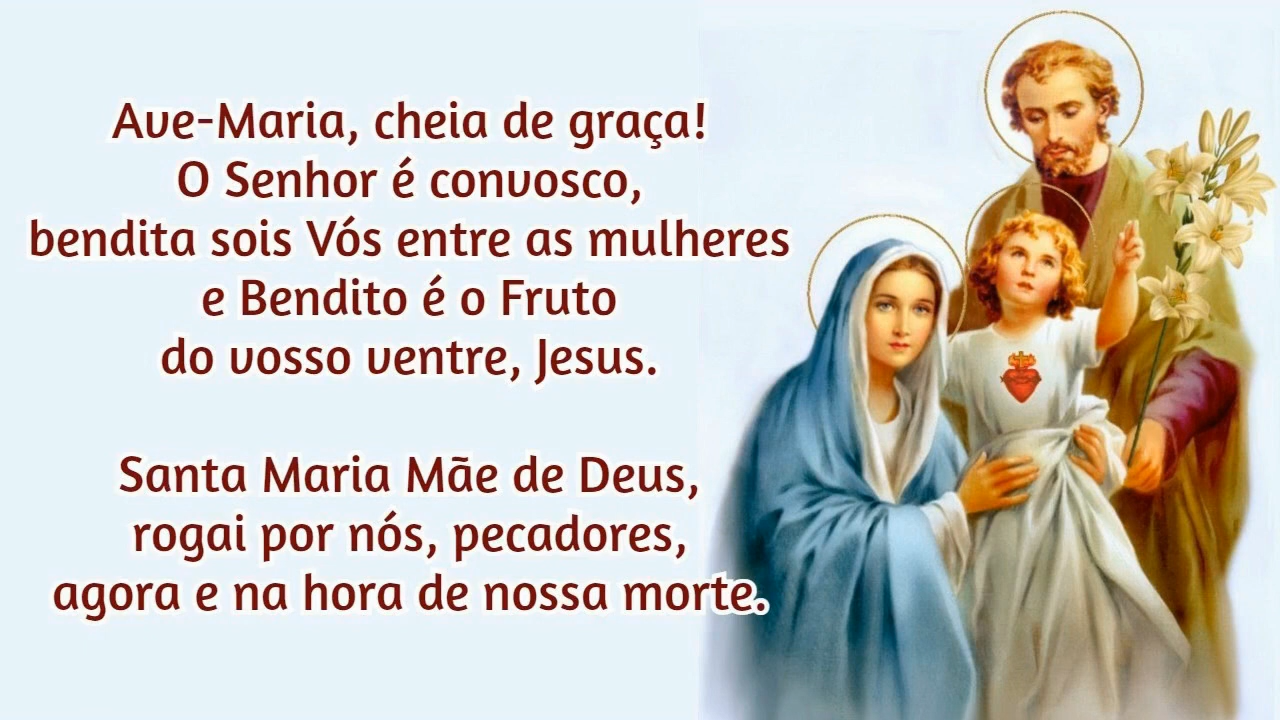 Ave-Maria, cheia de graça!
O Senhor é convosco,
bendita sois Vós entre as mulheres
e Bendito é o Fruto
do vosso ventre, Jesus.
Santa Maria Mãe de Deus,
rogai por nós, pecadores,
agora e na hora de nossa morte.